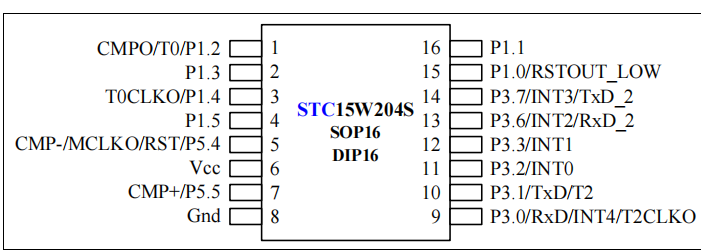 CMPO/T0/P1.2 1 16 P1.1
P1.3 2 15 P1.0/RSTOUT_LOW
T0CLKO/P1.4 3 14 P3.7/INT3/TxD_2
P1.5 4 13 P3.6/INT2/RxD_2
CMP-/MCLKO/RST/P5.4 5 12 P3.3/INT1
Vcc 6 11 P3.2/INT0
CMP+/P5.5 7 10 P3.1/TxD/T2
Gnd 8 9 P3.0/RxD/INT4/T2CLKO
STC15W204S
SOP16
DIP16